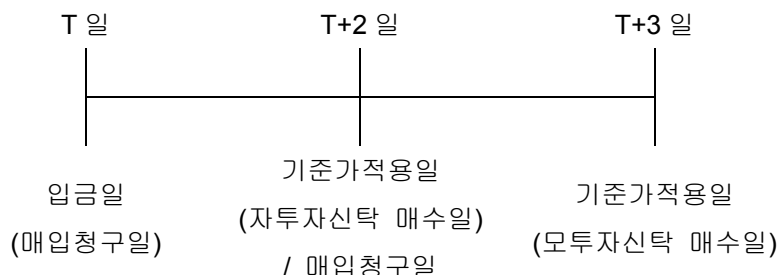 T 일 T+2 일 T+3 일
입금일
(매입청구일)
기준가적용일
(자투자신탁 매수일)
/ 매입청구일
기준가적용일
(모투자신탁 매수일)